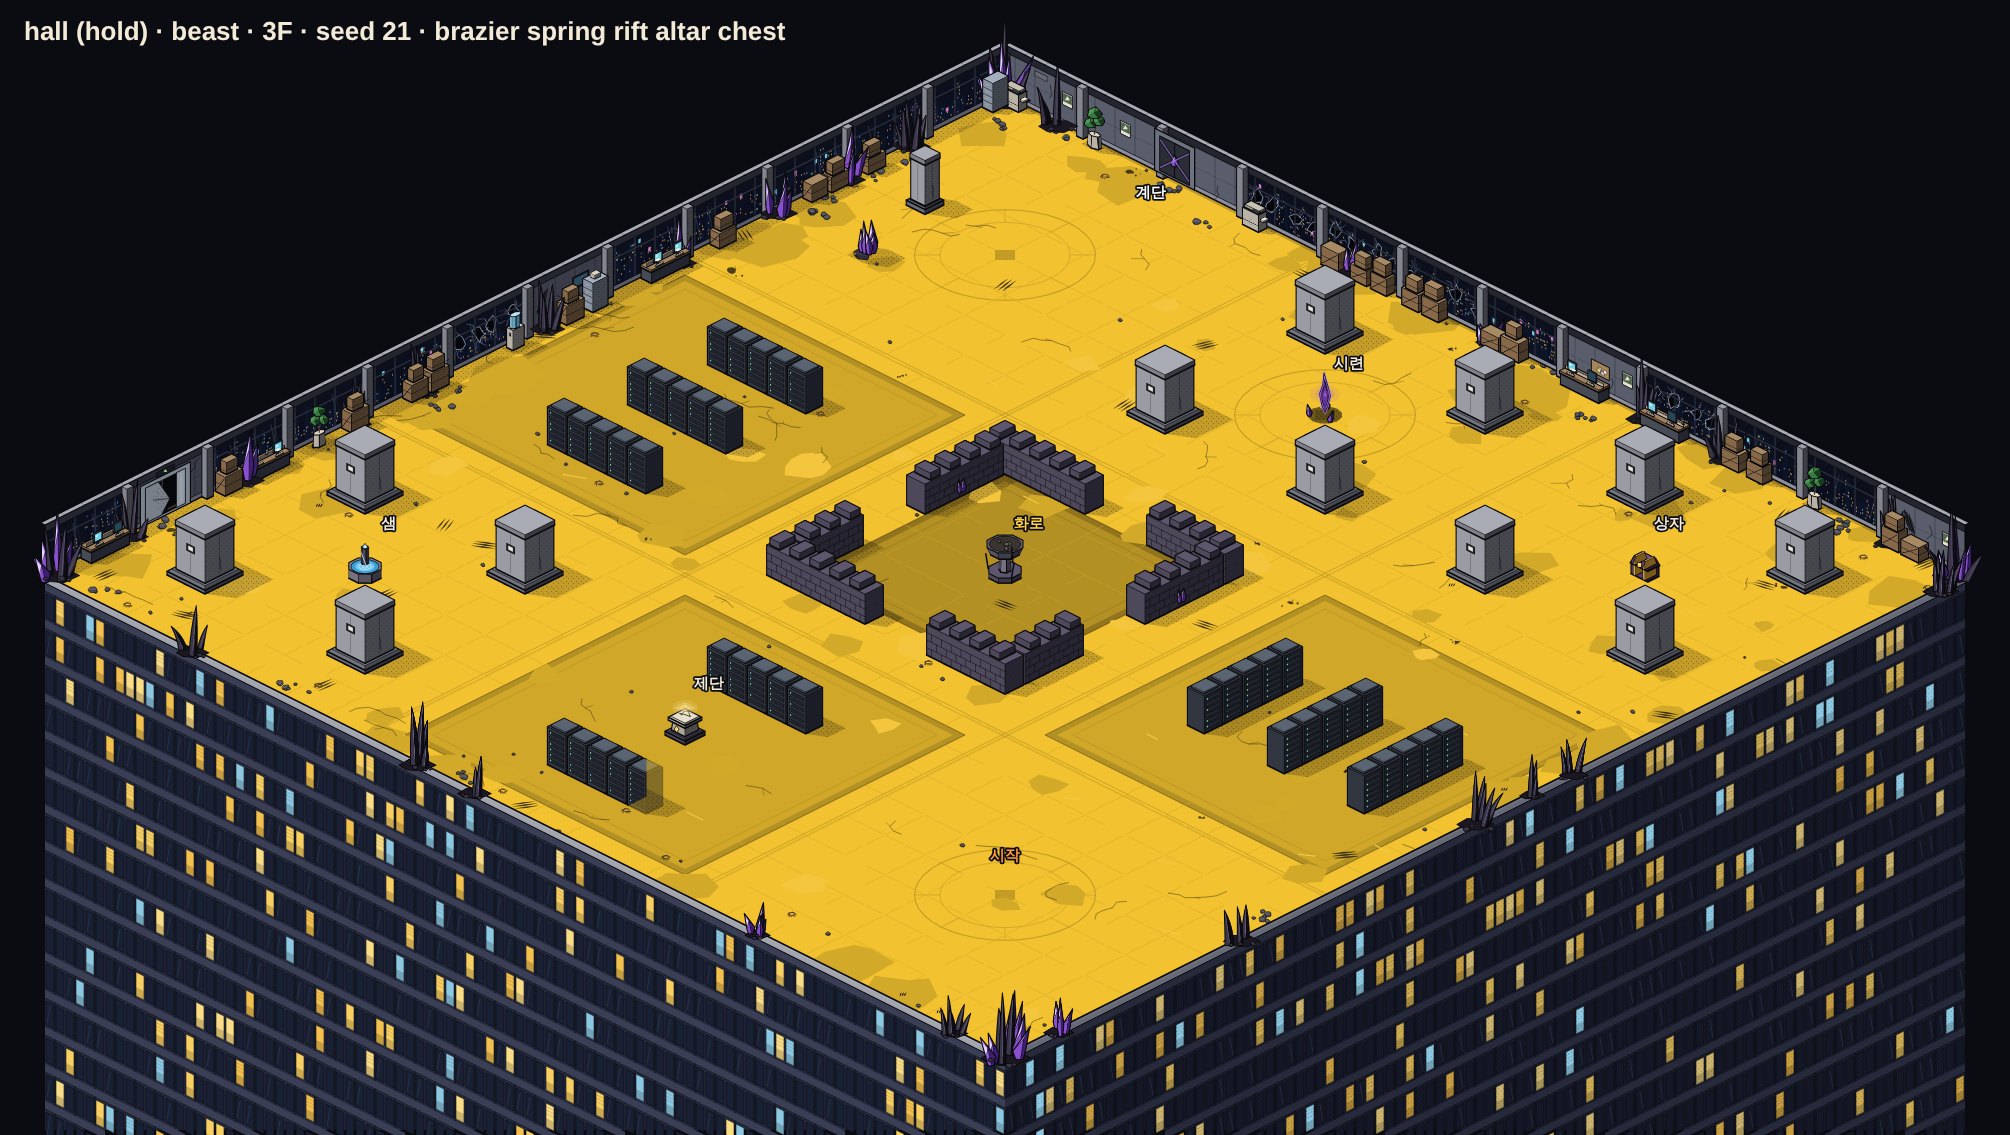 hall (hold) · beast · 3F · seed 21 · brazier spring rift altar chest
계단
시련
샘
화로
상자
제단
시작